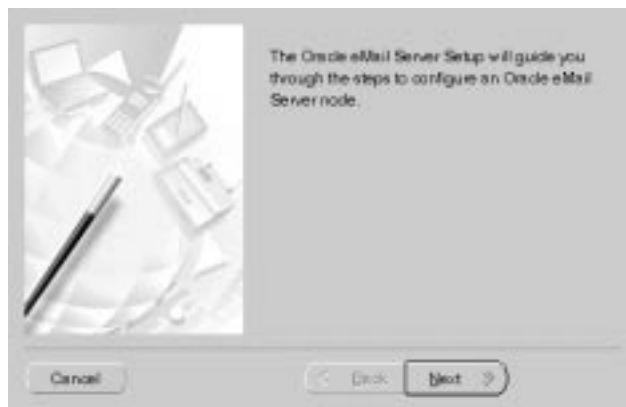 The Oracle eMail Server Setup will guide you
through the steps to configure an Oracle eMail
Server node.
Cancel
Back
Next